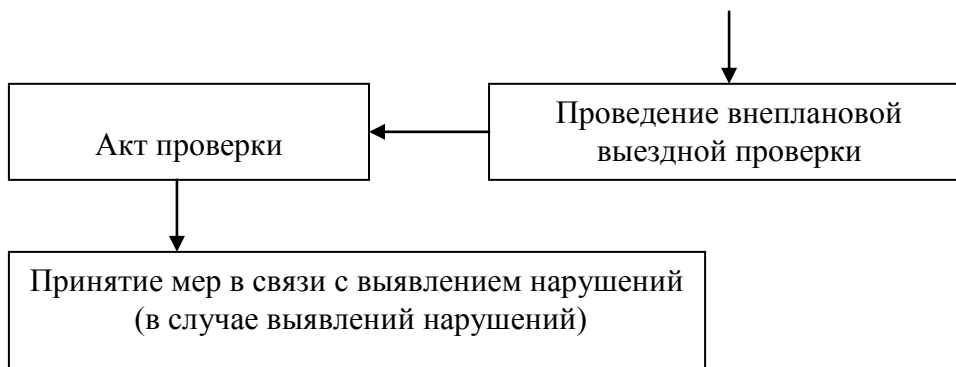 Проведение внеплановой
выездной проверки
Акт проверки
Принятие мер в связи с выявлением нарушений
(в случае выявлений нарушений)